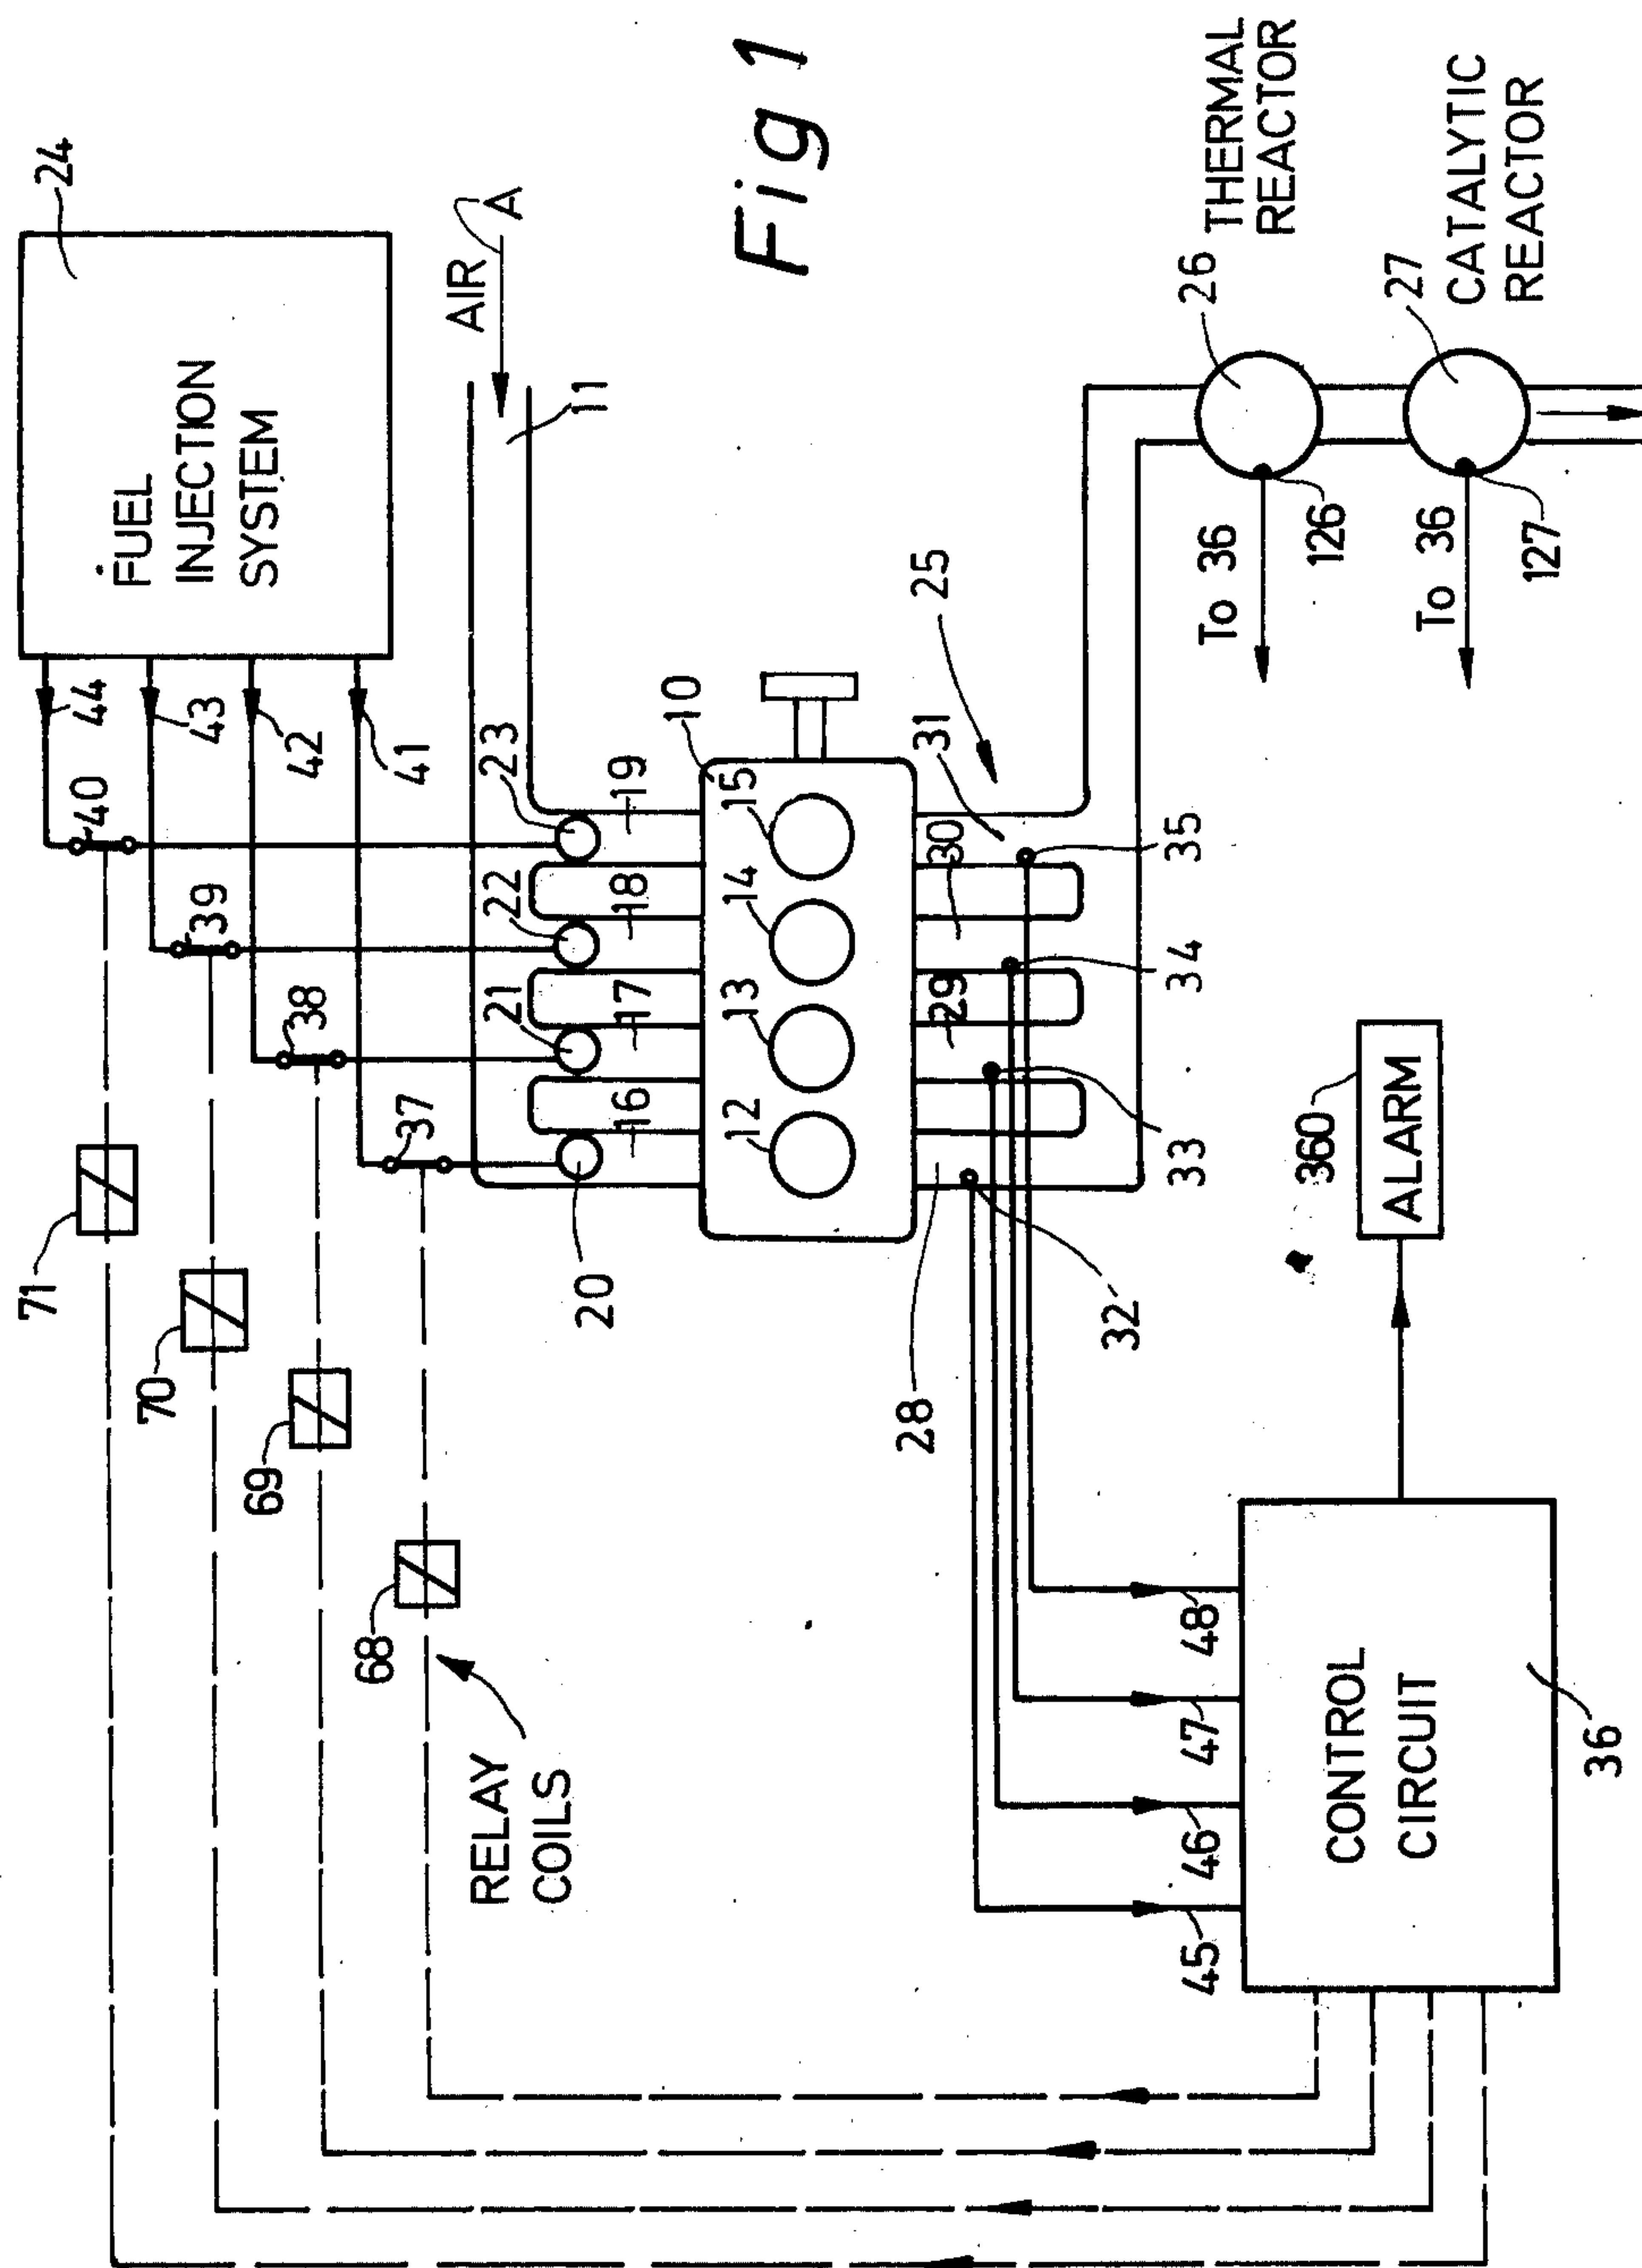 Fig 1
24
FUEL
INJECTION
SYSTEM
44
43
42
41
40
39
38
37
AIR
A
11
23
22
21
20
19
18
17
16
10
15
14
13
12
25
31
30
29
28
35
34
33
32
26
THERMAL
REACTOR
27
CATALYTIC
REACTOR
To 36
126
To 36
127
71
70
69
68
RELAY
COILS
45
46
47
48
CONTROL
CIRCUIT
36
360
ALARM